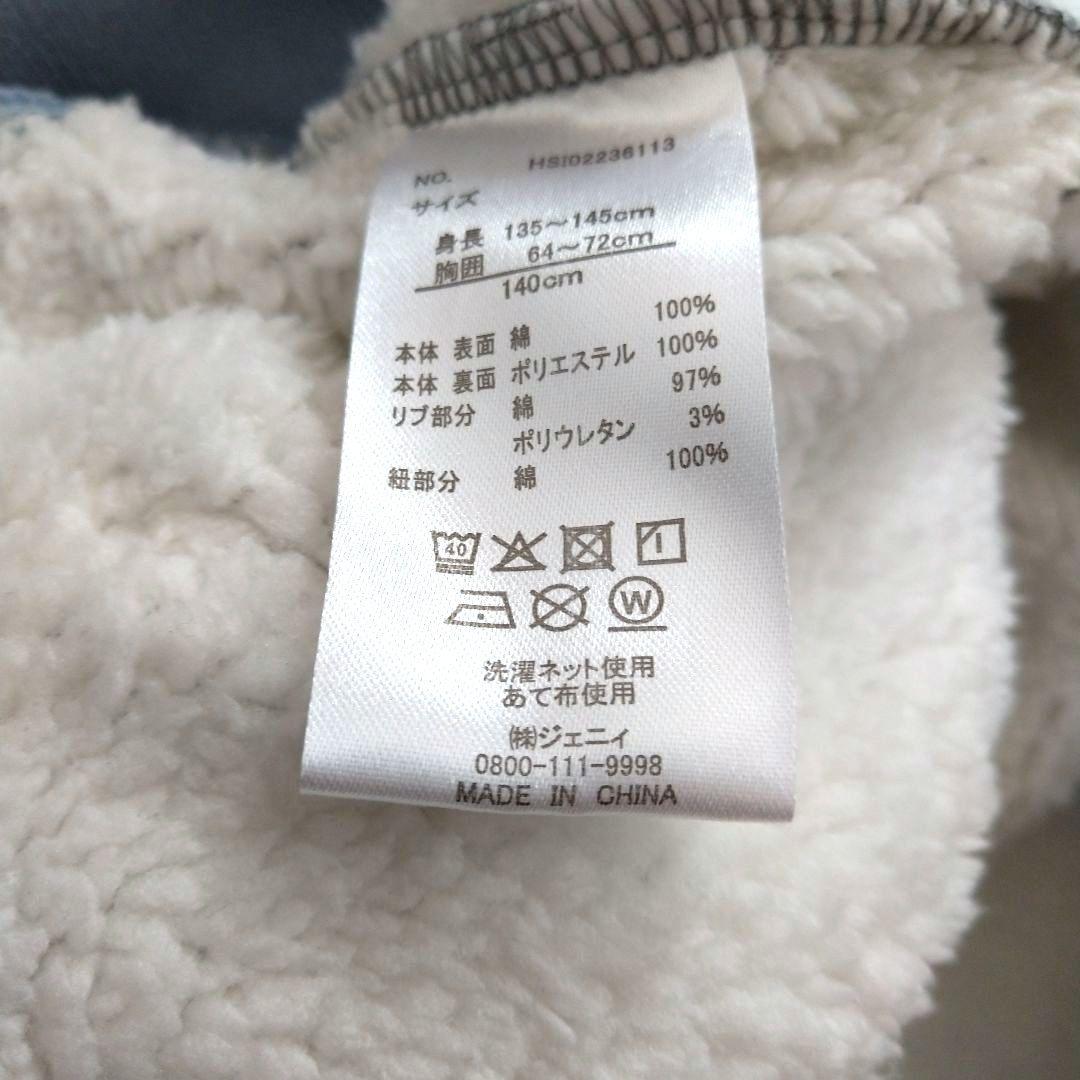 NO. HSI02236113
サイズ
身長 135～145cm
胸囲 64～72cm
140cm
本体 表面 綿 100%
本体 裏面 ポリエステル 100%
リブ部分 綿 97%
ポリウレタン 3%
紐部分 綿 100%
40
W
洗濯ネット使用
あて布使用
㈱ジェニィ
0800-111-9998
MADE IN CHINA